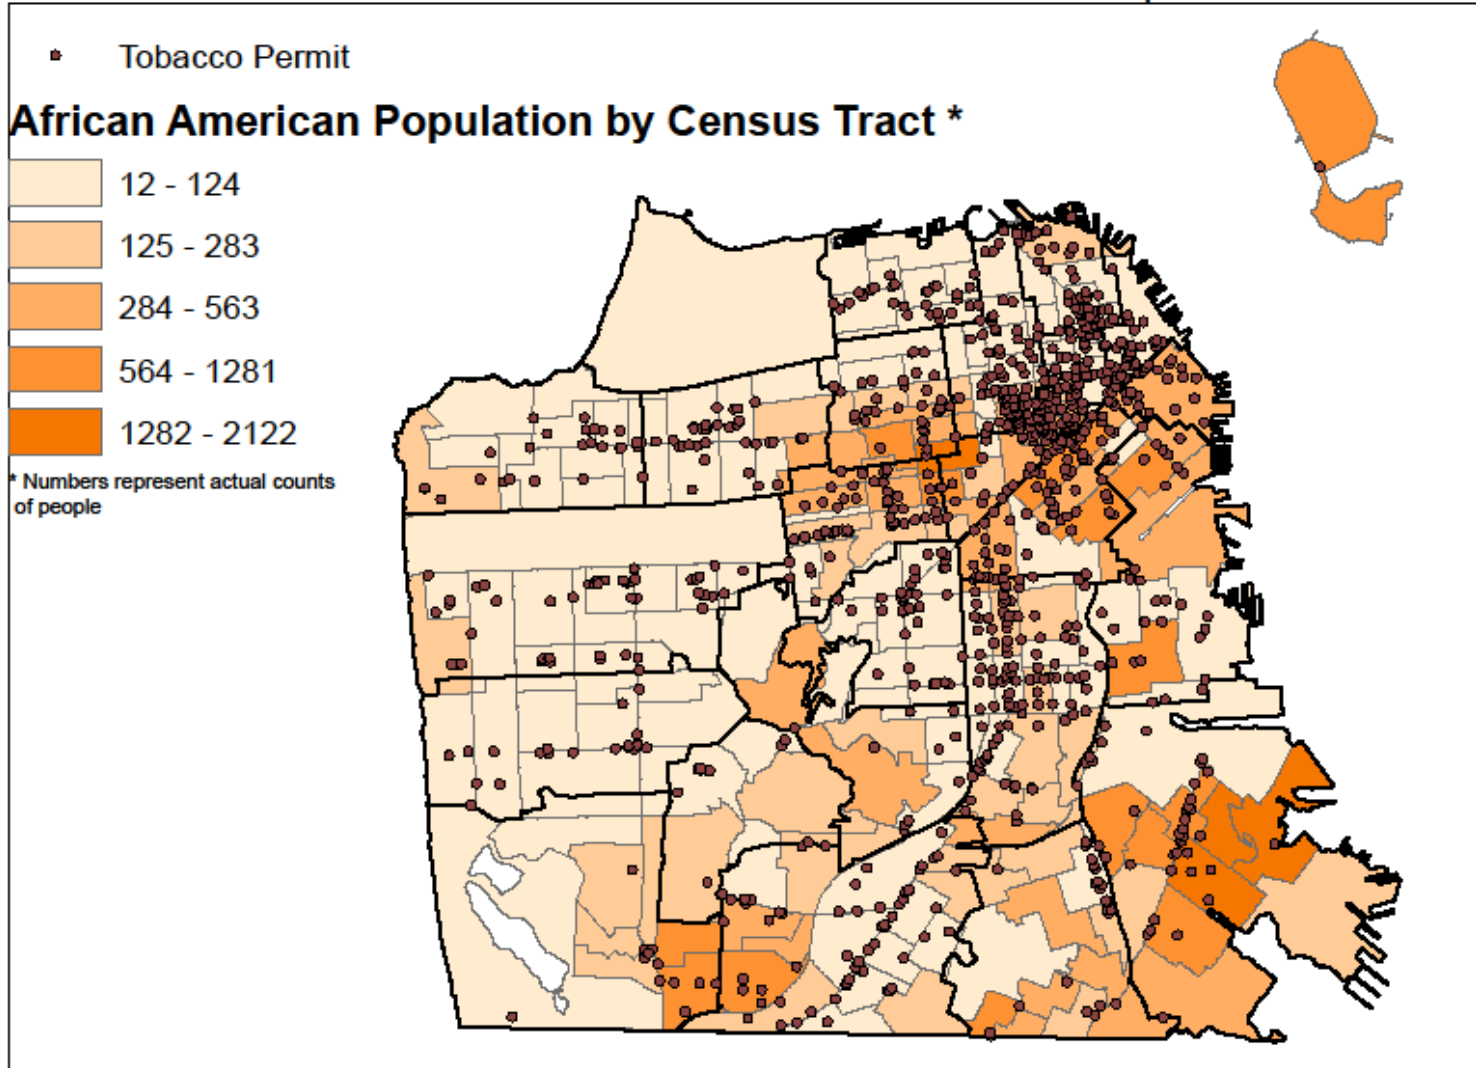 Tobacco Permit
African American Population by Census Tract *
12 - 124
125 - 283
284 - 563
564 - 1281
1282 - 2122
* Numbers represent actual counts
of people